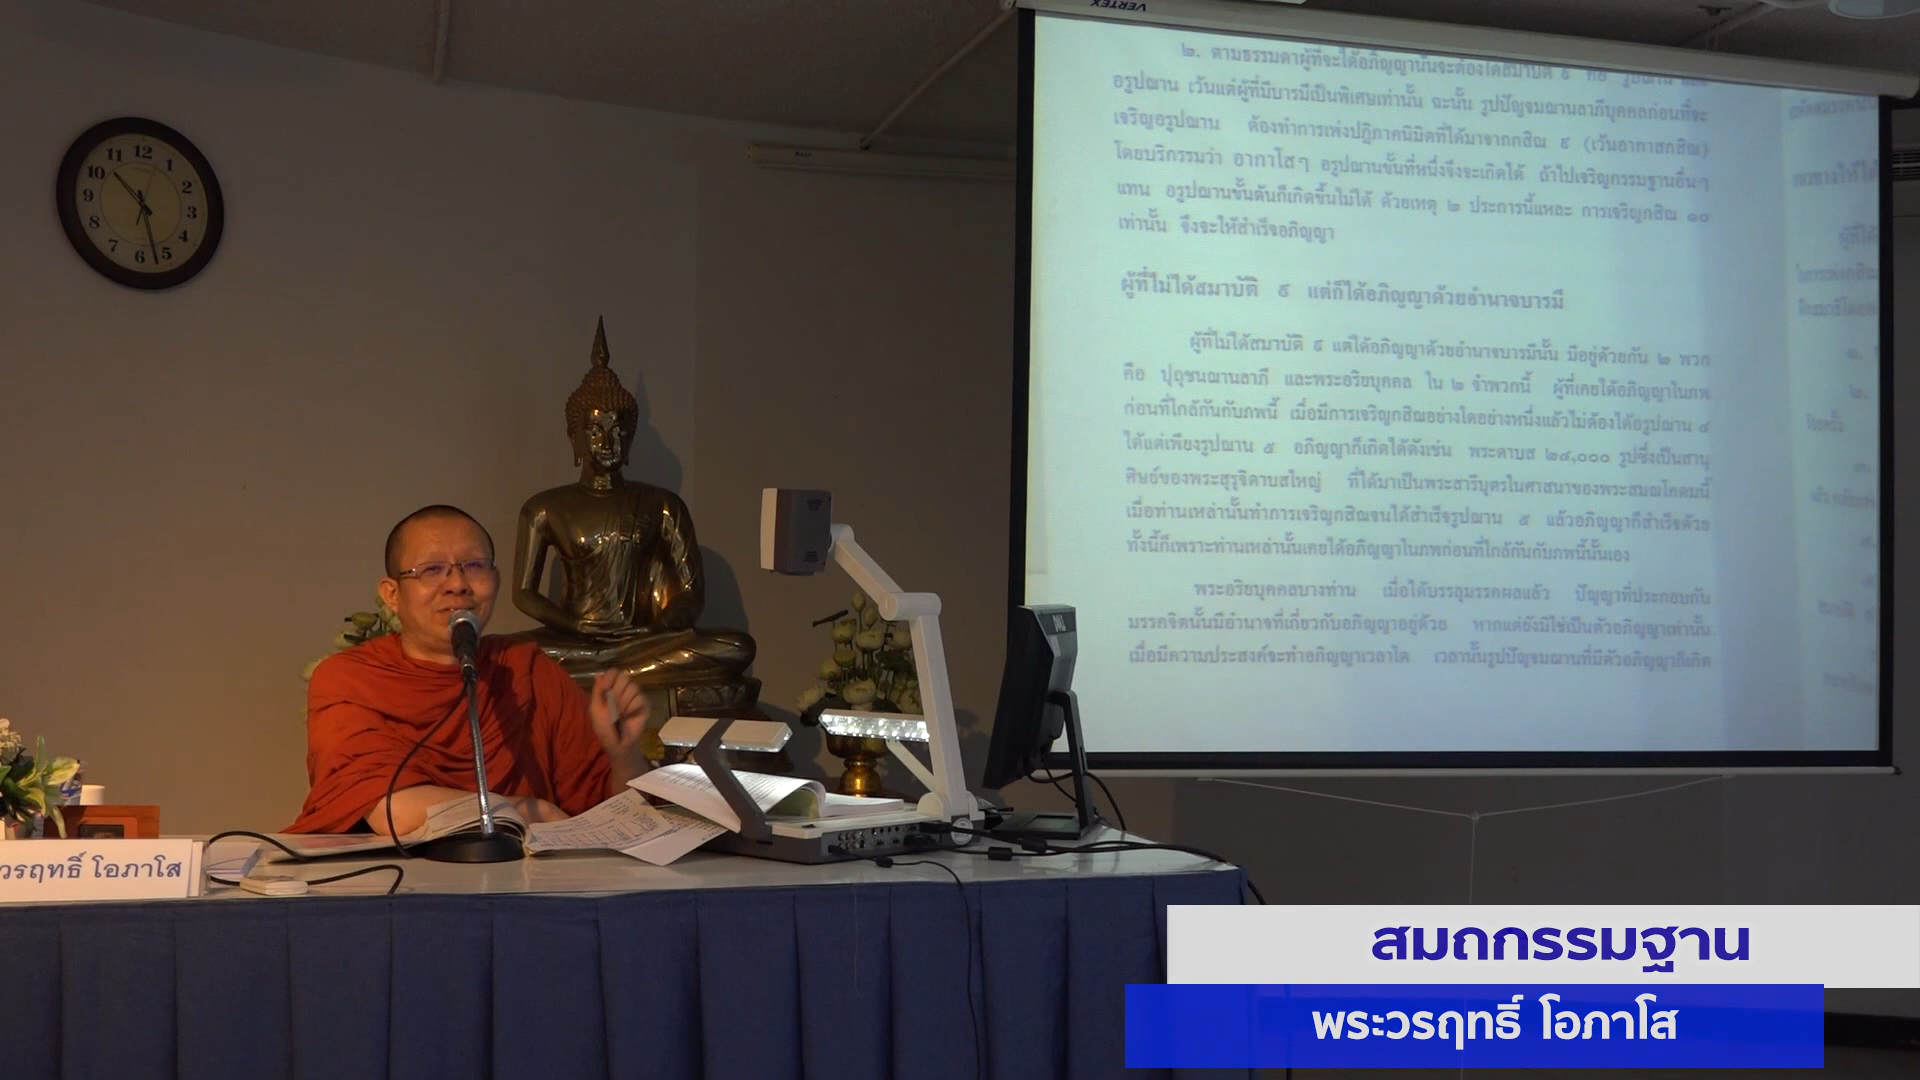 VERTEX
๒. ตามธรรมดาผู้ที่จะได้อภิญญานั้นจะต้องได้สมาบัติ ๙ คือ รูปฌาน และ
อรูปฌาน เว้นแต่ผู้ที่มีบารมีเป็นพิเศษเท่านั้น ฉะนั้น รูปปัญจมฌานลาภีบุคคลก่อนที่จะ
เจริญอรูปฌาน ต้องทำการเพ่งปฏิภาคนิมิตที่ได้มาจากกสิณ ๙ (เว้นอากาสกสิณ)
โดยบริกรรมว่า อากาโสๆ อรูปฌานขั้นที่หนึ่งจึงจะเกิดได้ ถ้าไปเจริญกรรมฐานอื่นๆ
แทน อรูปฌานขั้นต้นก็เกิดขึ้นไม่ได้ ด้วยเหตุ ๒ ประการนี้แหละ การเจริญกสิณ ๑๐
เท่านั้น จึงจะให้สำเร็จอภิญญา
ผู้ที่ไม่ได้สมาบัติ ๙ แต่ก็ได้อภิญญาด้วยอำนาจบารมี
ผู้ที่ไม่ได้สมาบัติ ๙ แต่ได้อภิญญาด้วยอำนาจบารมีนั้น มีอยู่ด้วยกัน ๒ พวก
คือ ปุถุชนฌานลาภี และพระอริยบุคคล ใน ๒ จำพวกนี้ ผู้ที่เคยได้อภิญญาในภพ
ก่อนที่ใกล้กันกับภพนี้ เมื่อมีการเจริญกสิณอย่างใดอย่างหนึ่งแล้วไม่ต้องได้อรูปฌาน ๔
ได้แต่เพียงรูปฌาน ๕ อภิญญาก็เกิดได้ดังเช่น พระดาบส ๒๔,๐๐๐ รูปซึ่งเป็นสานุ
ศิษย์ของพระสุรุจิดาบสใหญ่ ที่ได้มาเป็นพระสารีบุตรในศาสนาของพระสมณโคดมนี้
เมื่อท่านเหล่านั้นทำการเจริญกสิณจนได้สำเร็จรูปฌาน ๕ แล้วอภิญญาก็สำเร็จด้วย
ทั้งนี้ก็เพราะท่านเหล่านั้นเคยได้อภิญญาในภพก่อนที่ใกล้กันกับภพนี้นั้นเอง
พระอริยบุคคลบางท่าน เมื่อได้บรรลุมรรคผลแล้ว ปัญญาที่ประกอบกับ
มรรคจิตนั้นมีอำนาจที่เกี่ยวกับอภิญญาอยู่ด้วย หากแต่ยังมิใช่เป็นตัวอภิญญาเท่านั้น
เมื่อมีความประสงค์จะทำอภิญญาเวลาใด เวลานั้นรูปปัญจมฌานที่มีตัวอภิญญาก็เกิด
12
1
2
3
4
5
6
7
8
9
10
11
วรฤทธิ์ โอภาโส
สมถกรรมฐาน
พระวรฤทธิ์ โอภาโส